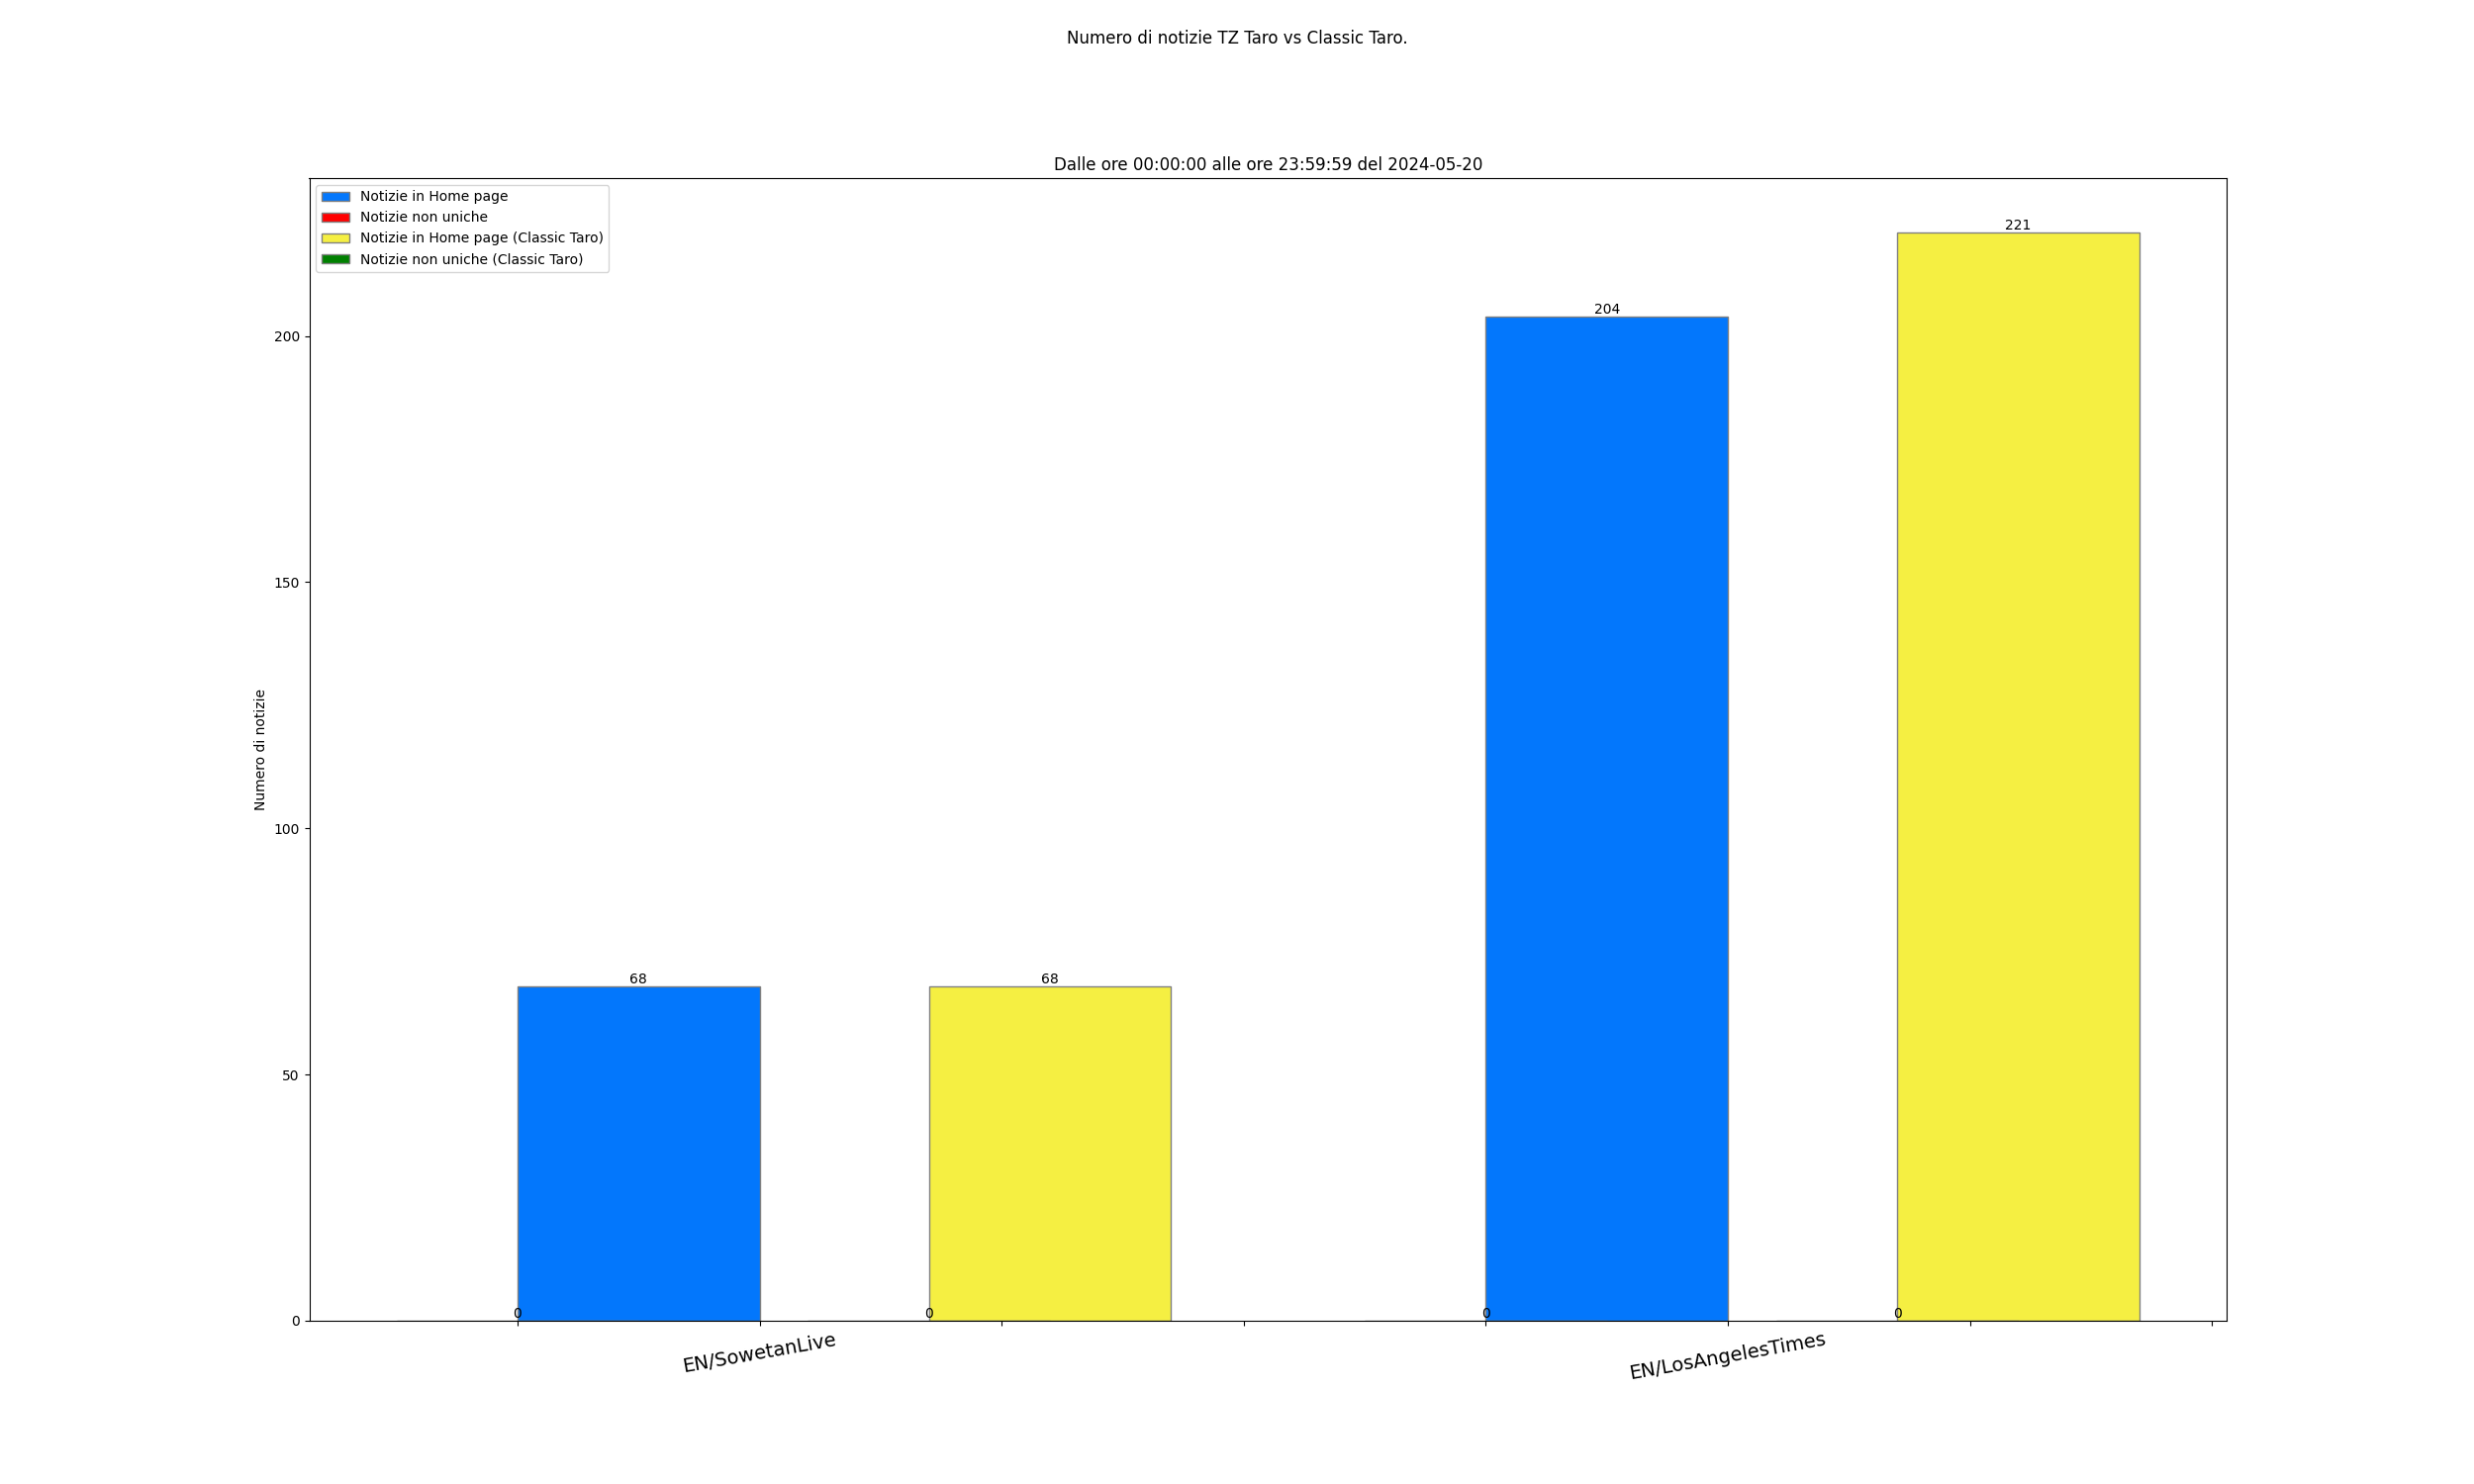 Numero di notizie TZ Taro vs Classic Taro.
Dalle ore 00:00:00 alle ore 23:59:59 del 2024-05-20
Notizie in Home page
Notizie non uniche
Notizie in Home page (Classic Taro)
Notizie non uniche (Classic Taro)
221
204
200
150
Numero di notizie
100
68
68
50
0
0
0
0
0
EN/SowetanLive
EN/LosAngelesTimes